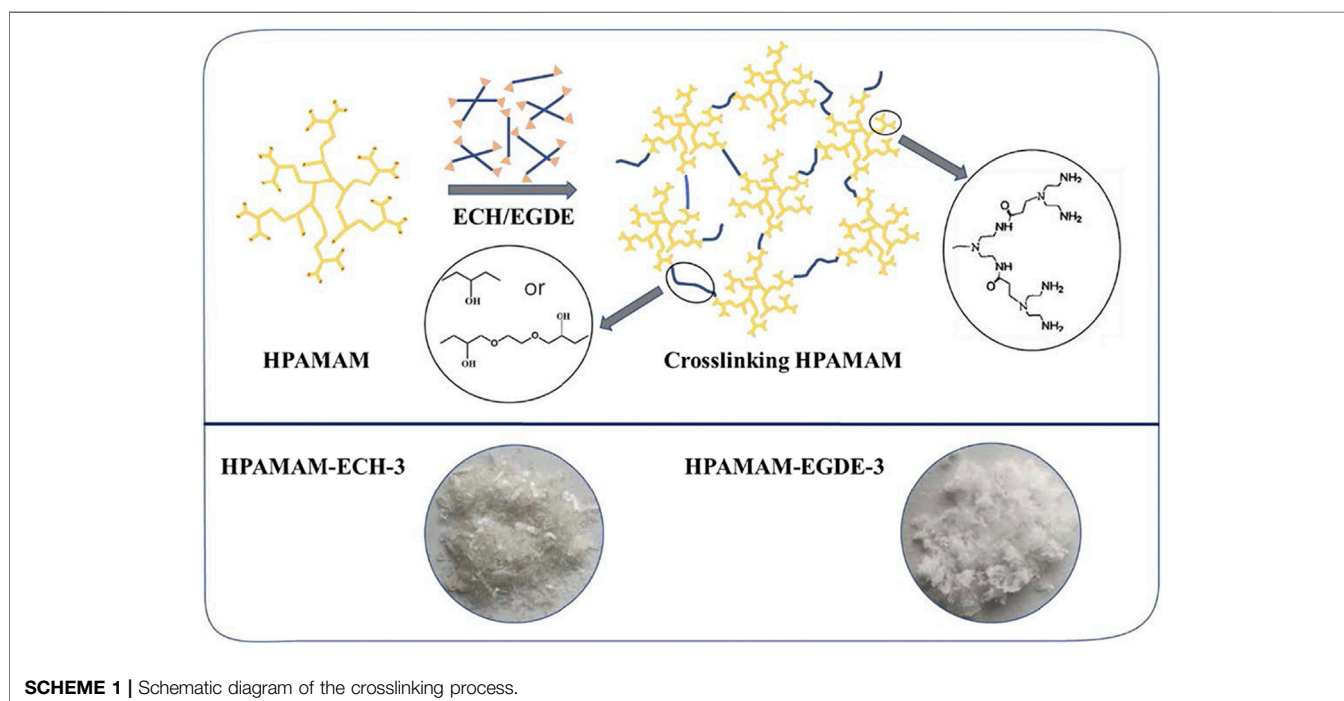 ECH/EGDE
HPAMAM
OH
or
OH
O
O
OH
Crosslinking HPAMAM
NH₂
N
NH₂
O
NH
N
NH
O
NH₂
N
NH₂
HPAMAM-ECH-3
HPAMAM-EGDE-3
SCHEME 1 | Schematic diagram of the crosslinking process.